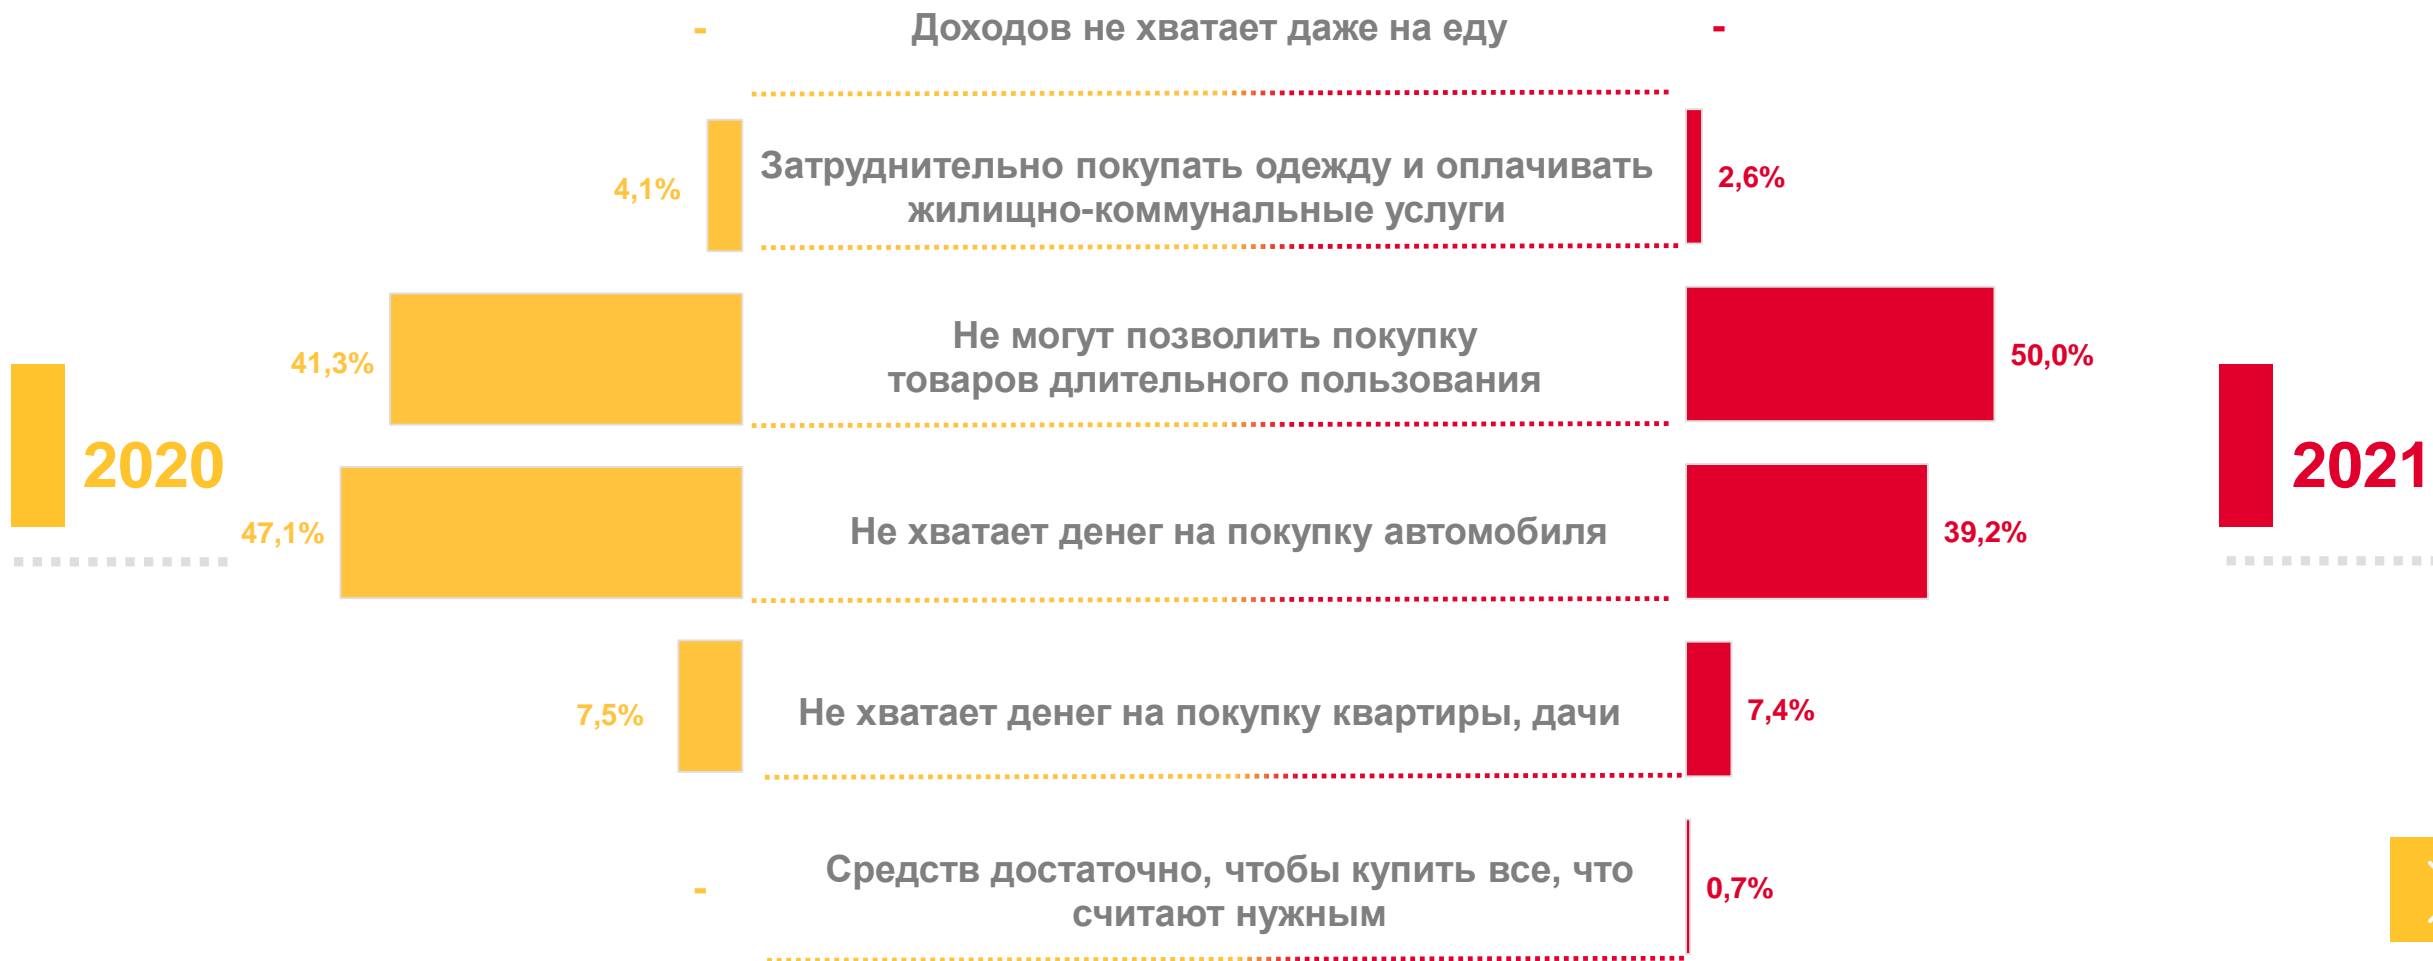 - Доходов не хватает даже на еду -
4,1% Затруднительно покупать одежду и оплачивать 2,6%
жилищно-коммунальные услуги
41,3% Не могут позволить покупку 50,0%
товаров длительного пользования
2020 2021
47,1% Не хватает денег на покупку автомобиля 39,2%
7,5% Не хватает денег на покупку квартиры, дачи 7,4%
- Средств достаточно, чтобы купить все, что 0,7%
считают нужным